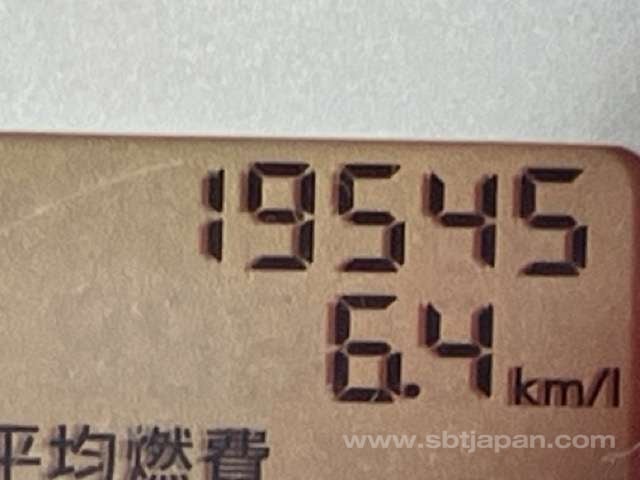 19545
6.4 km/l
平均燃費
www.sbtjapan.com